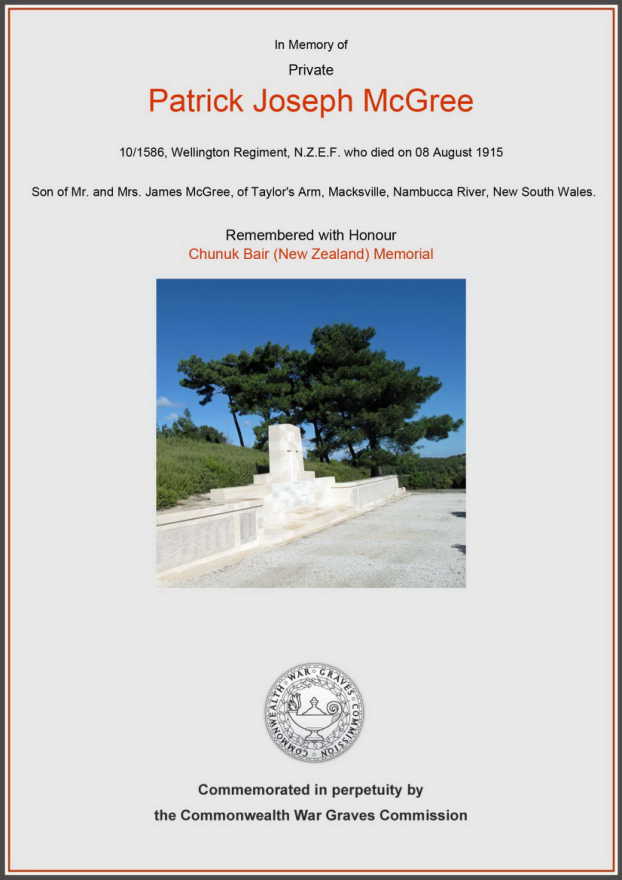 In Memory of
Private
Patrick Joseph McGree
10/1586, Wellington Regiment, N.Z.E.F. who died on 08 August 1915
Son of Mr. and Mrs. James McGree, of Taylor's Arm, Macksville, Nambucca River, New South Wales.
Remembered with Honour
Chunuk Bair (New Zealand) Memorial
COMMONWEALTH · WAR · GRAVES · COMMISSION
Commemorated in perpetuity by
the Commonwealth War Graves Commission